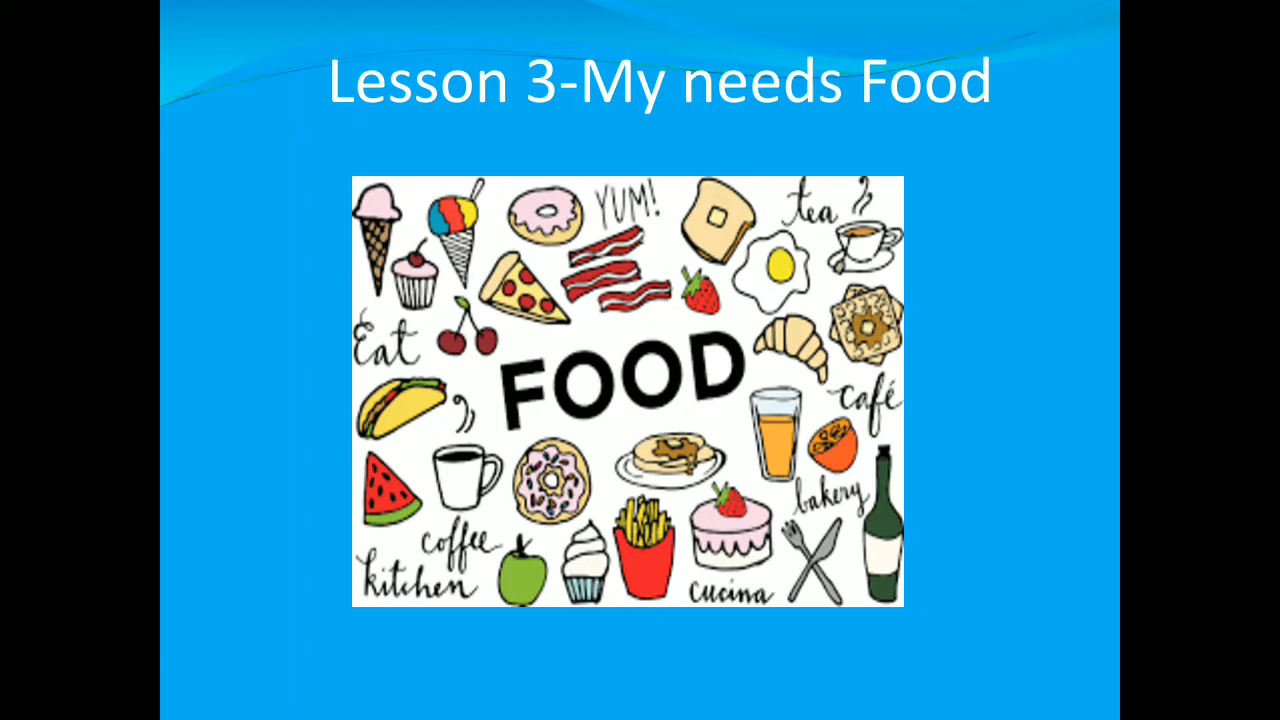 Lesson 3-My needs Food
YUM!
tea
Eat
FOOD
café
bakery
coffee
kitchen
cucina